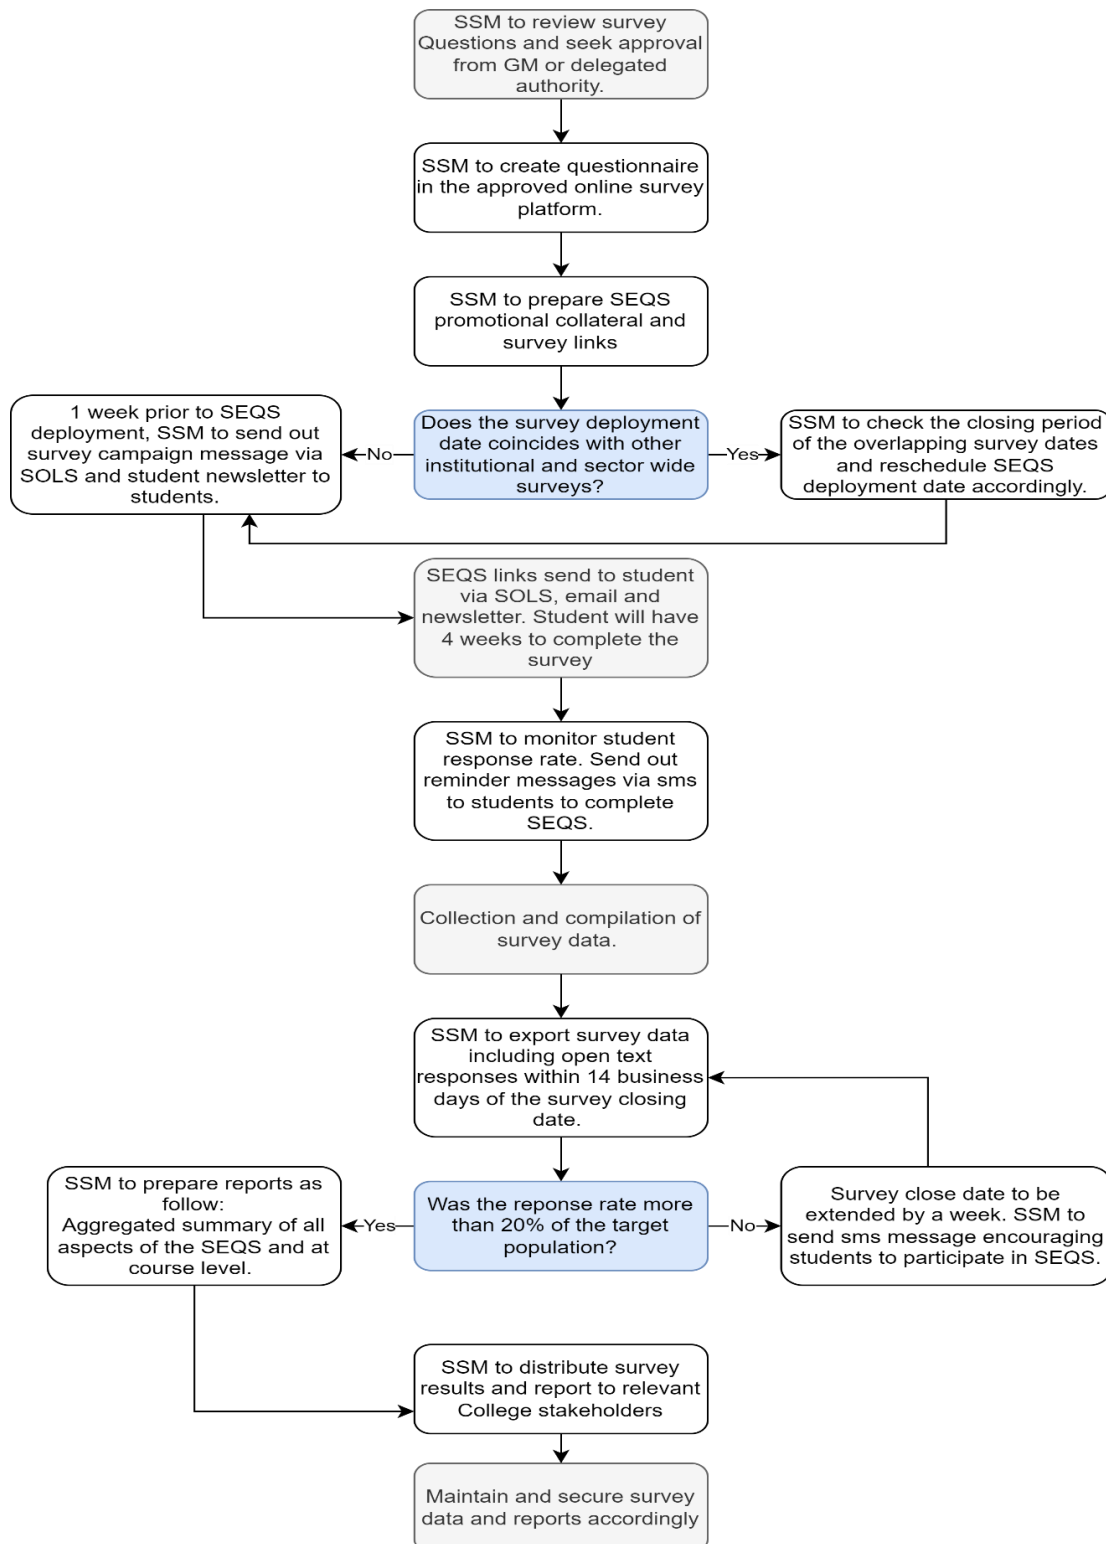 SSM to review survey
Questions and seek approval
from GM or delegated
authority.
SSM to create questionnaire
in the approved online survey
platform.
SSM to prepare SEQS
promotional collateral and
survey links
1 week prior to SEQS
deployment, SSM to send out
survey campaign message via
SOLS and student newsletter to
students.
No
Does the survey deployment
date coincides with other
institutional and sector wide
surveys?
Yes
SSM to check the closing period
of the overlapping survey dates
and reschedule SEQS
deployment date accordingly.
SEQS links send to student
via SOLS, email and
newsletter. Student will have
4 weeks to complete the
survey
SSM to monitor student
response rate. Send out
reminder messages via sms
to students to complete
SEQS.
Collection and compilation of
survey data.
SSM to export survey data
including open text
responses within 14 business
days of the survey closing
date.
SSM to prepare reports as
follow:
Aggregated summary of all
aspects of the SEQS and at
course level.
Yes
Was the reponse rate more
than 20% of the target
population?
No
Survey close date to be
extended by a week. SSM to
send sms message encouraging
students to participate in SEQS.
SSM to distribute survey
results and report to relevant
College stakeholders
Maintain and secure survey
data and reports accordingly